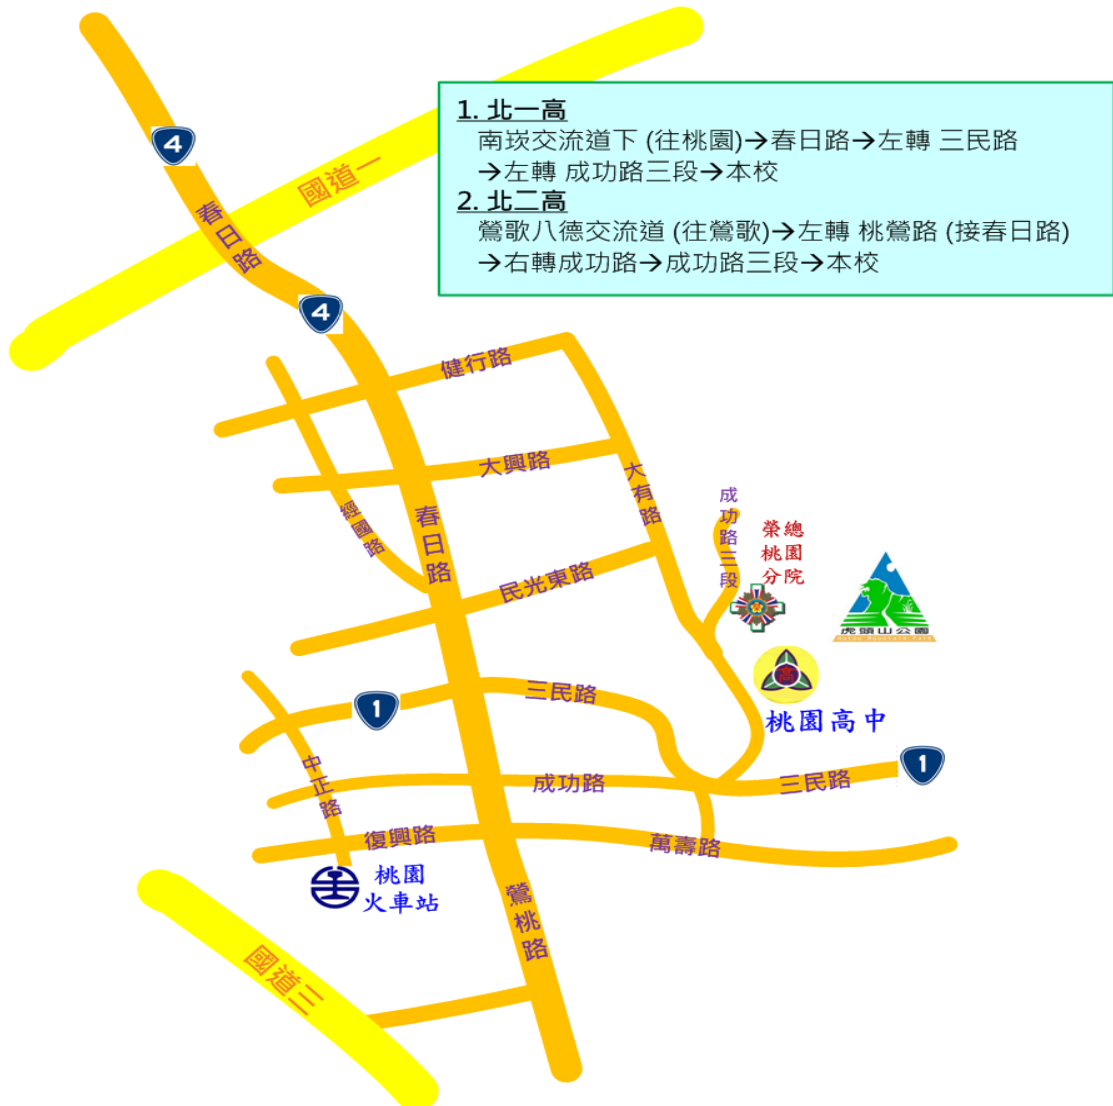 1. 北一高
南崁交流道下 (往桃園)→春日路→左轉 三民路
→左轉 成功路三段→本校
2. 北二高
鶯歌八德交流道 (往鶯歌)→左轉 桃鶯路 (接春日路)
→右轉成功路→成功路三段→本校
4
國道一
春日路
4
健行路
大興路
大有路
經國路
春日路
成功路三段
榮總
桃園
分院
民光東路
虎頭山公園
高
桃園高中
1
三民路
中正路
成功路
三民路
1
復興路
萬壽路
桃園
火車站
鶯桃路
國道三